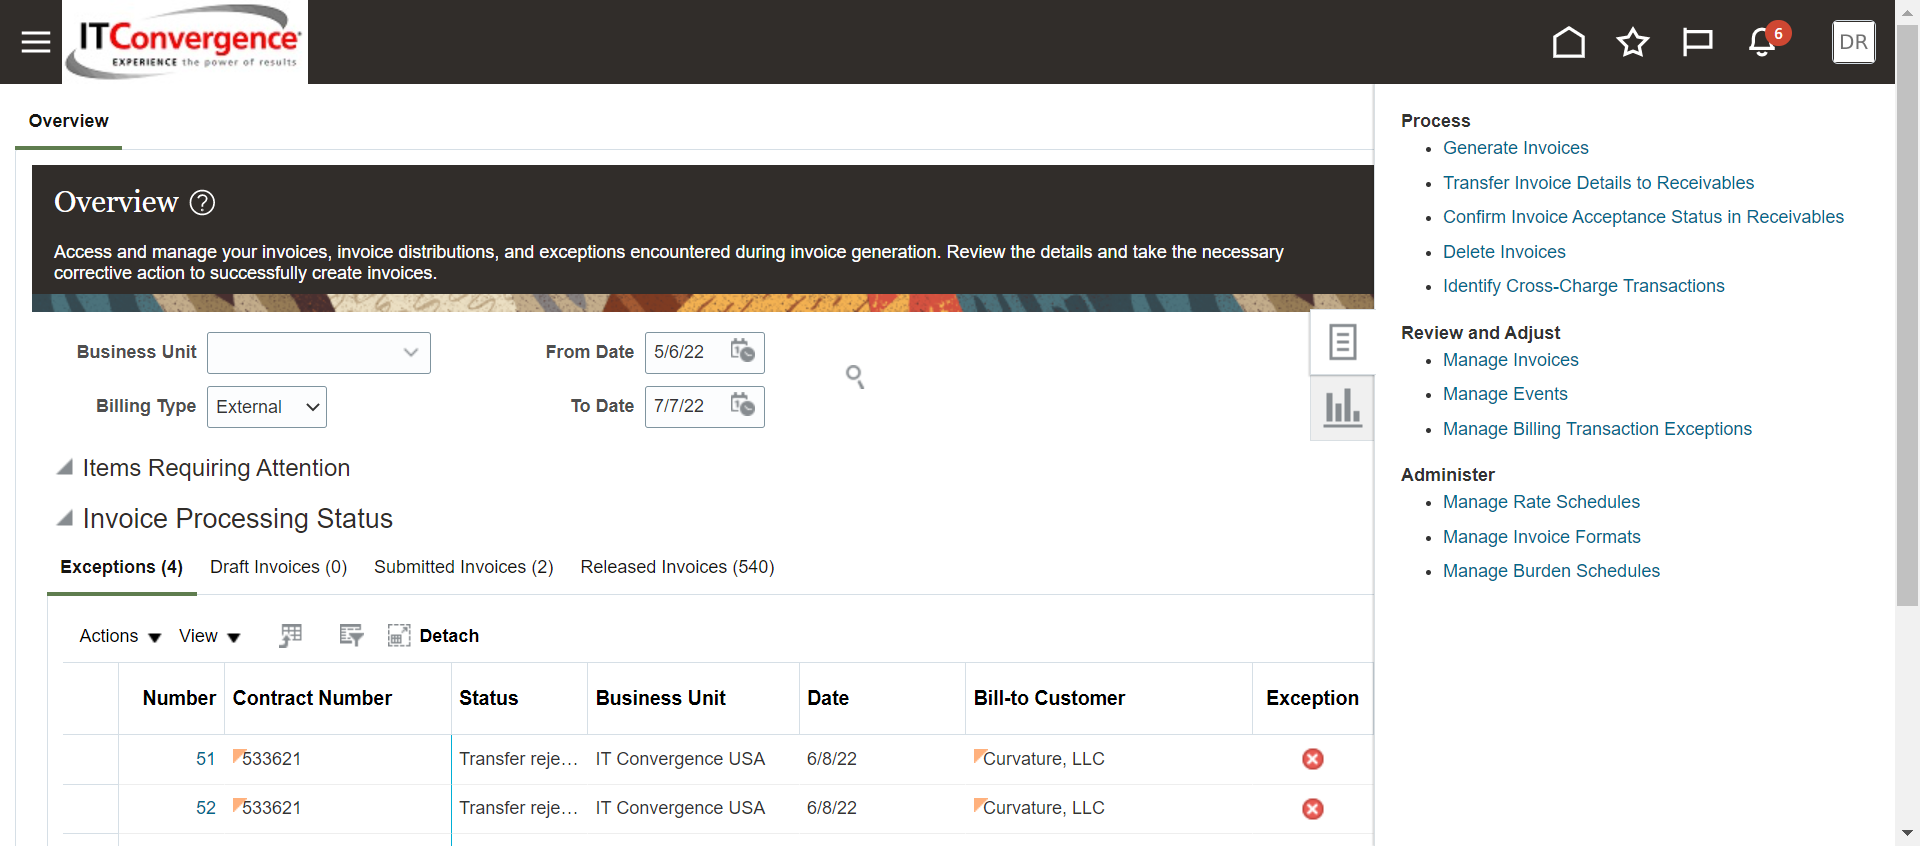 ITConvergence
EXPERIENCE the power of results
6
DR
Overview
Overview ?
Access and manage your invoices, invoice distributions, and exceptions encountered during invoice generation. Review the details and take the necessary
corrective action to successfully create invoices.
Business Unit
From Date 5/6/22
Billing Type External
To Date 7/7/22
Items Requiring Attention
Invoice Processing Status
Exceptions (4) Draft Invoices (0) Submitted Invoices (2) Released Invoices (540)
Actions View Detach
Number Contract Number Status Business Unit Date Bill-to Customer Exception
51 533621 Transfer reje... IT Convergence USA 6/8/22 Curvature, LLC
52 533621 Transfer reje... IT Convergence USA 6/8/22 Curvature, LLC
Process
Generate Invoices
Transfer Invoice Details to Receivables
Confirm Invoice Acceptance Status in Receivables
Delete Invoices
Identify Cross-Charge Transactions
Review and Adjust
Manage Invoices
Manage Events
Manage Billing Transaction Exceptions
Administer
Manage Rate Schedules
Manage Invoice Formats
Manage Burden Schedules